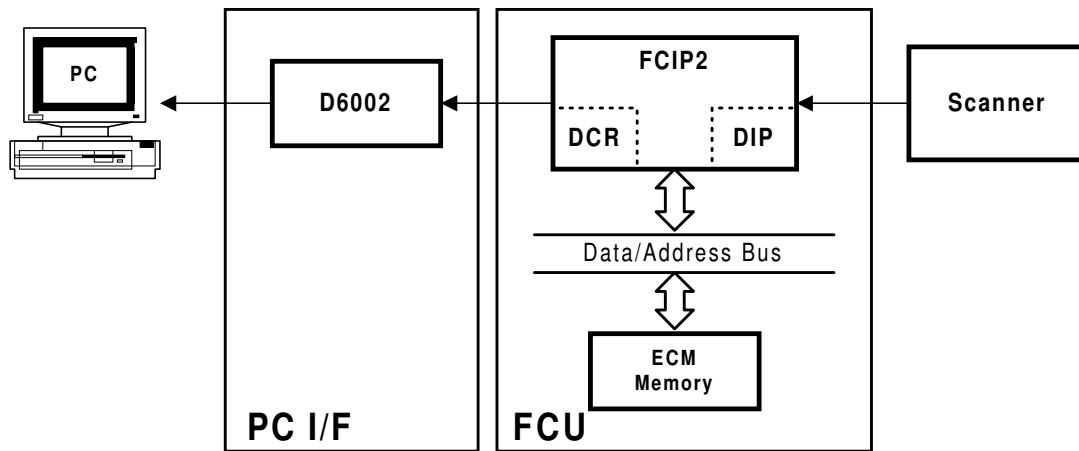 PC
D6002
FCIP2
DCR
DIP
Scanner
Data/Address Bus
ECM
Memory
PC I/F
FCU